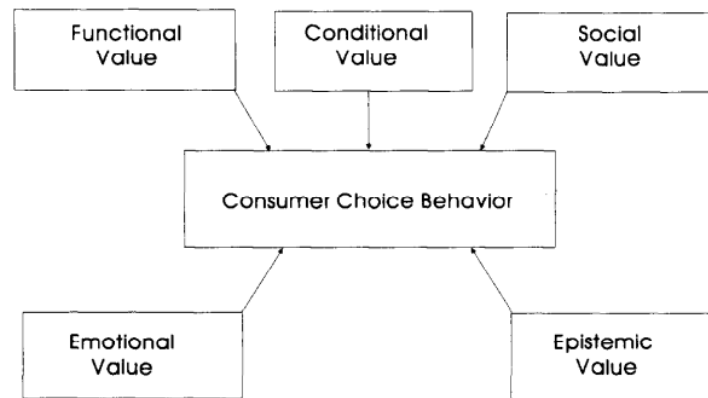 Functional
Value
Conditional
Value
Social
Value
Consumer Choice Behavior
Emotional
Value
Epistemic
Value